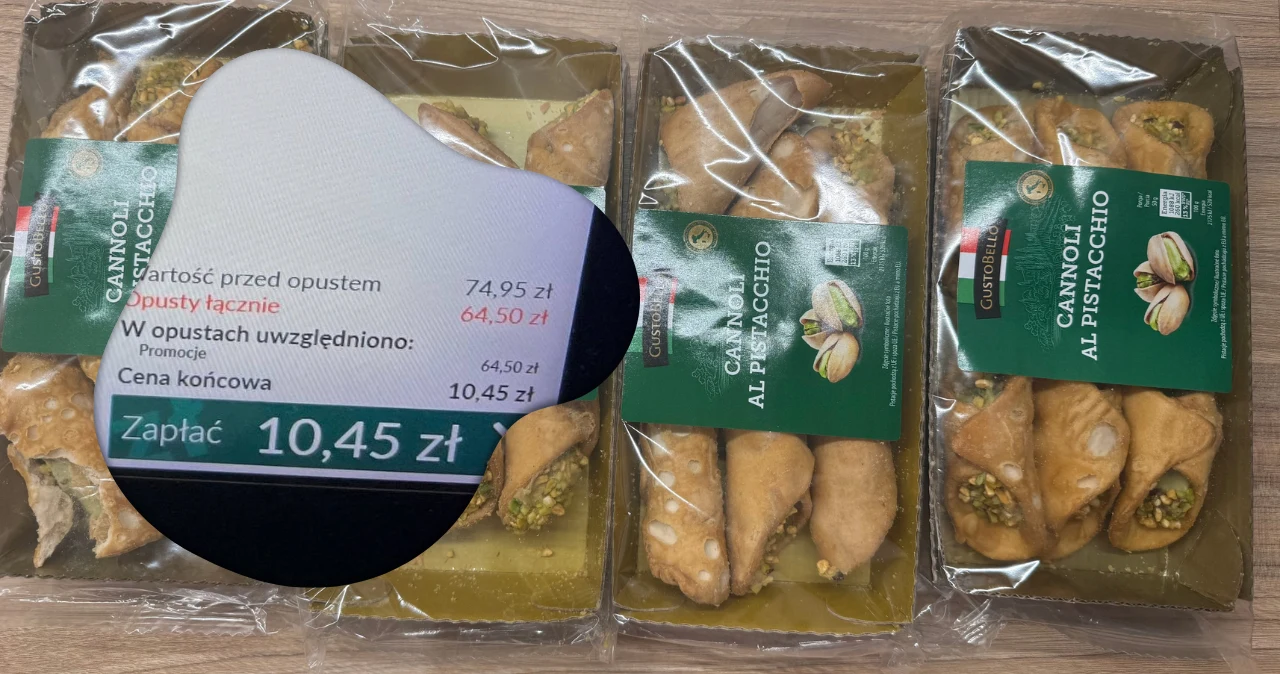 Wartość przed opustem 74,95 zł
Opusty łącznie 64,50 zł
W opustach uwzględniono:
Promocje 64,50 zł
Cena końcowa 10,45 zł
Zapłać 10,45 zł
GUSTOBELLO
CANNOLI
PISTACCHIO
GUSTOBELLO
CANNOLI
AL PISTACCHIO
GUSTOBELLO
CANNOLI
AL PISTACCHIO
Energia